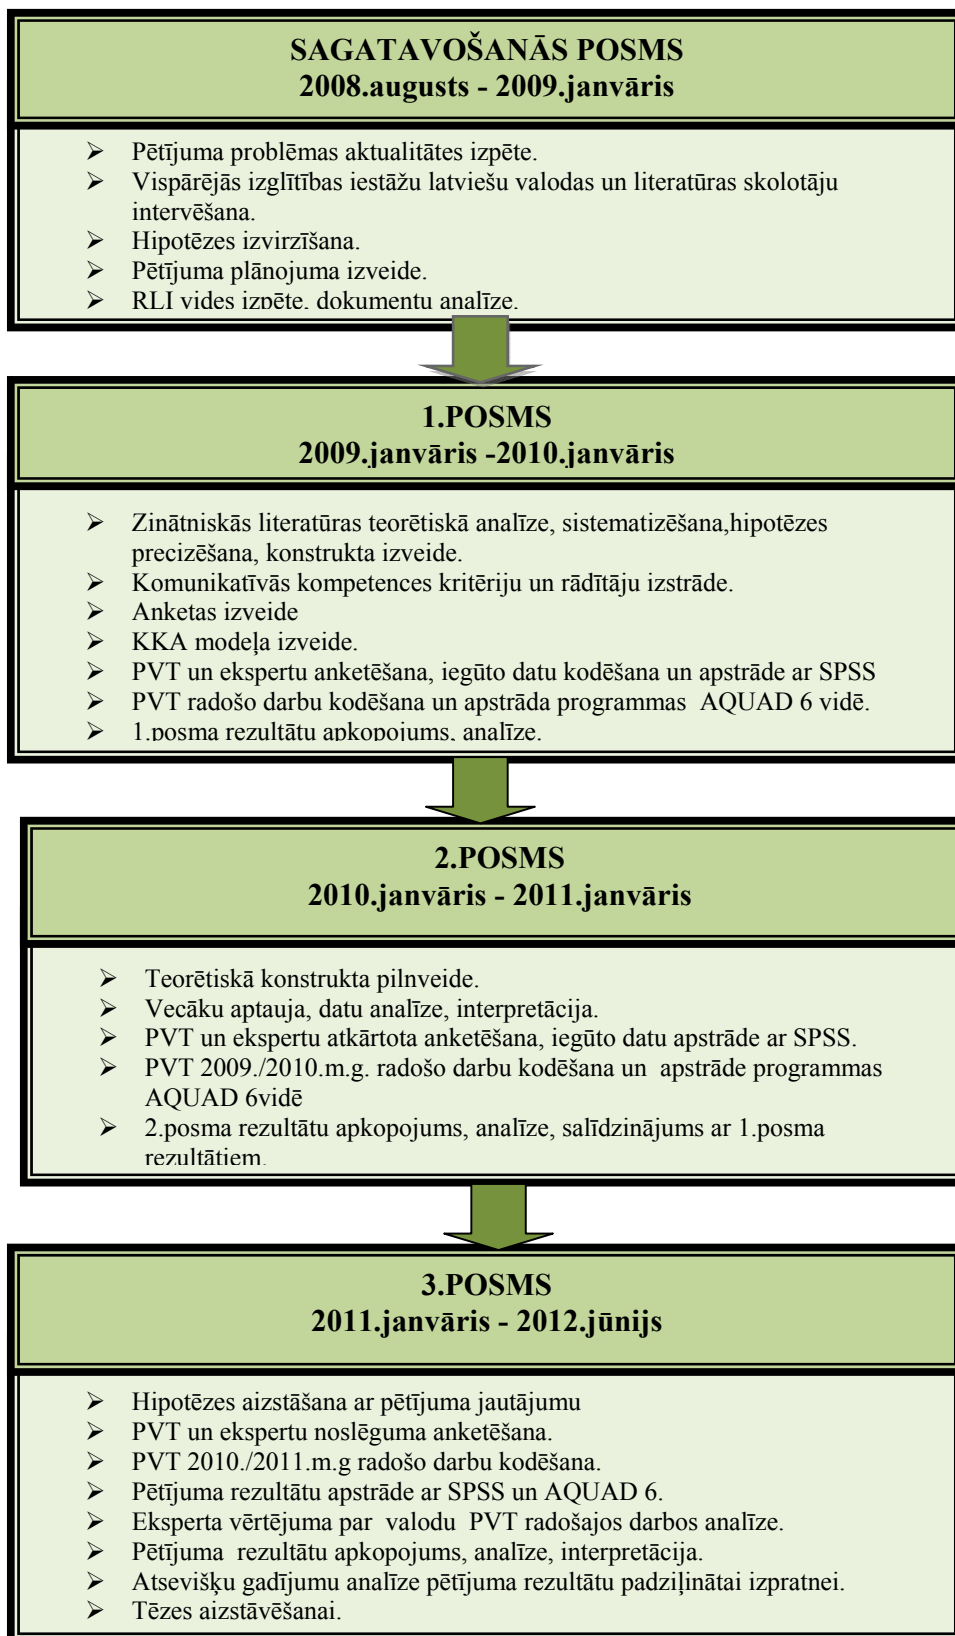 SAGATAVOŠANĀS POSMS
2008.augusts - 2009.janvāris
➢ Pētījuma problēmas aktualitātes izpēte.
➢ Vispārējās izglītības iestāžu latviešu valodas un literatūras skolotāju
intervēšana.
➢ Hipotēzes izvirzīšana.
➢ Pētījuma plānojuma izveide.
➢ RLI vides izpēte, dokumentu analīze.
1.POSMS
2009.janvāris -2010.janvāris
➢ Zinātniskās literatūras teorētiskā analīze, sistematizēšana,hipotēzes
precizēšana, konstrukta izveide.
➢ Komunikatīvās kompetences kritēriju un rādītāju izstrāde.
➢ Anketas izveide
➢ KKA modeļa izveide.
➢ PVT un ekspertu anketēšana, iegūto datu kodēšana un apstrāde ar SPSS
➢ PVT radošo darbu kodēšana un apstrāda programmas AQUAD 6 vidē.
➢ 1.posma rezultātu apkopojums, analīze.
2.POSMS
2010.janvāris - 2011.janvāris
➢ Teorētiskā konstrukta pilnveide.
➢ Vecāku aptauja, datu analīze, interpretācija.
➢ PVT un ekspertu atkārtota anketēšana, iegūto datu apstrāde ar SPSS.
➢ PVT 2009./2010.m.g. radošo darbu kodēšana un apstrāde programmas
AQUAD 6vidē
➢ 2.posma rezultātu apkopojums, analīze, salīdzinājums ar 1.posma
rezultātiem.
3.POSMS
2011.janvāris - 2012.jūnijs
➢ Hipotēzes aizstāšana ar pētījuma jautājumu
➢ PVT un ekspertu noslēguma anketēšana.
➢ PVT 2010./2011.m.g radošo darbu kodēšana.
➢ Pētījuma rezultātu apstrāde ar SPSS un AQUAD 6.
➢ Eksperta vērtējuma par valodu PVT radošajos darbos analīze.
➢ Pētījuma rezultātu apkopojums, analīze, interpretācija.
➢ Atsevišķu gadījumu analīze pētījuma rezultātu padziļinātai izpratnei.
➢ Tēzes aizstāvēšanai.